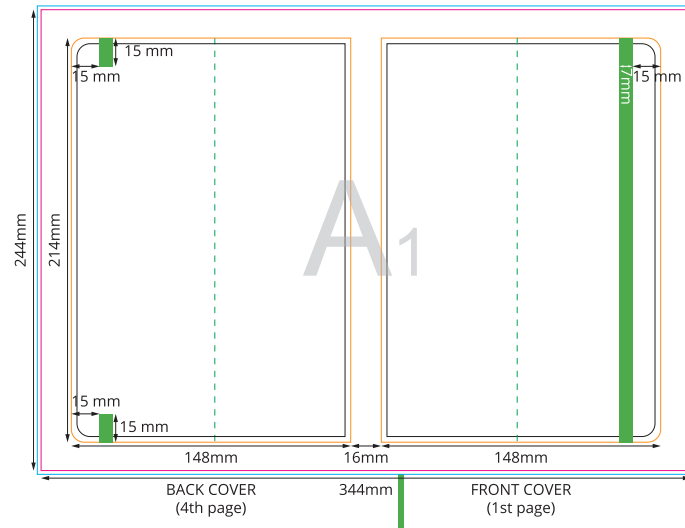 15 mm
15 mm
15 mm
17mm
244mm
214mm
A1
15 mm
15 mm
148mm
16mm
148mm
BACK COVER
(4th page)
344mm
FRONT COVER
(1st page)